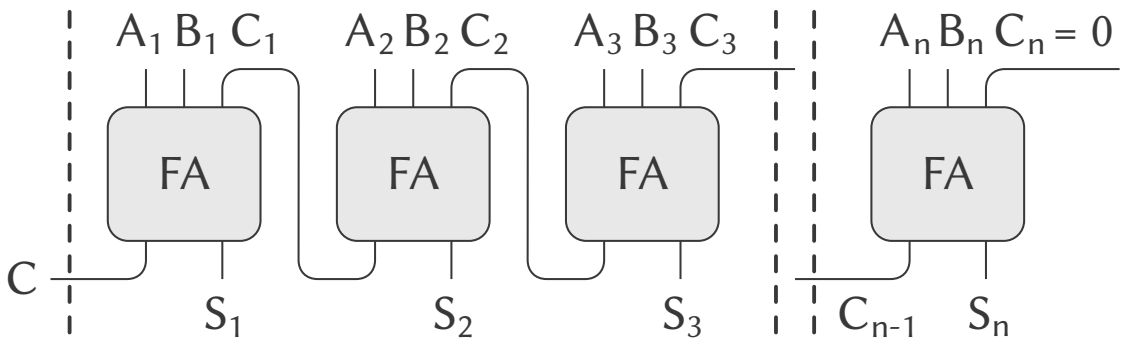 A₁ B₁ C₁ A₂ B₂ C₂ A₃ B₃ C₃ Aₙ Bₙ Cₙ = 0
FA FA FA FA
C
S₁ S₂ S₃ Cₙ₋₁ Sₙ